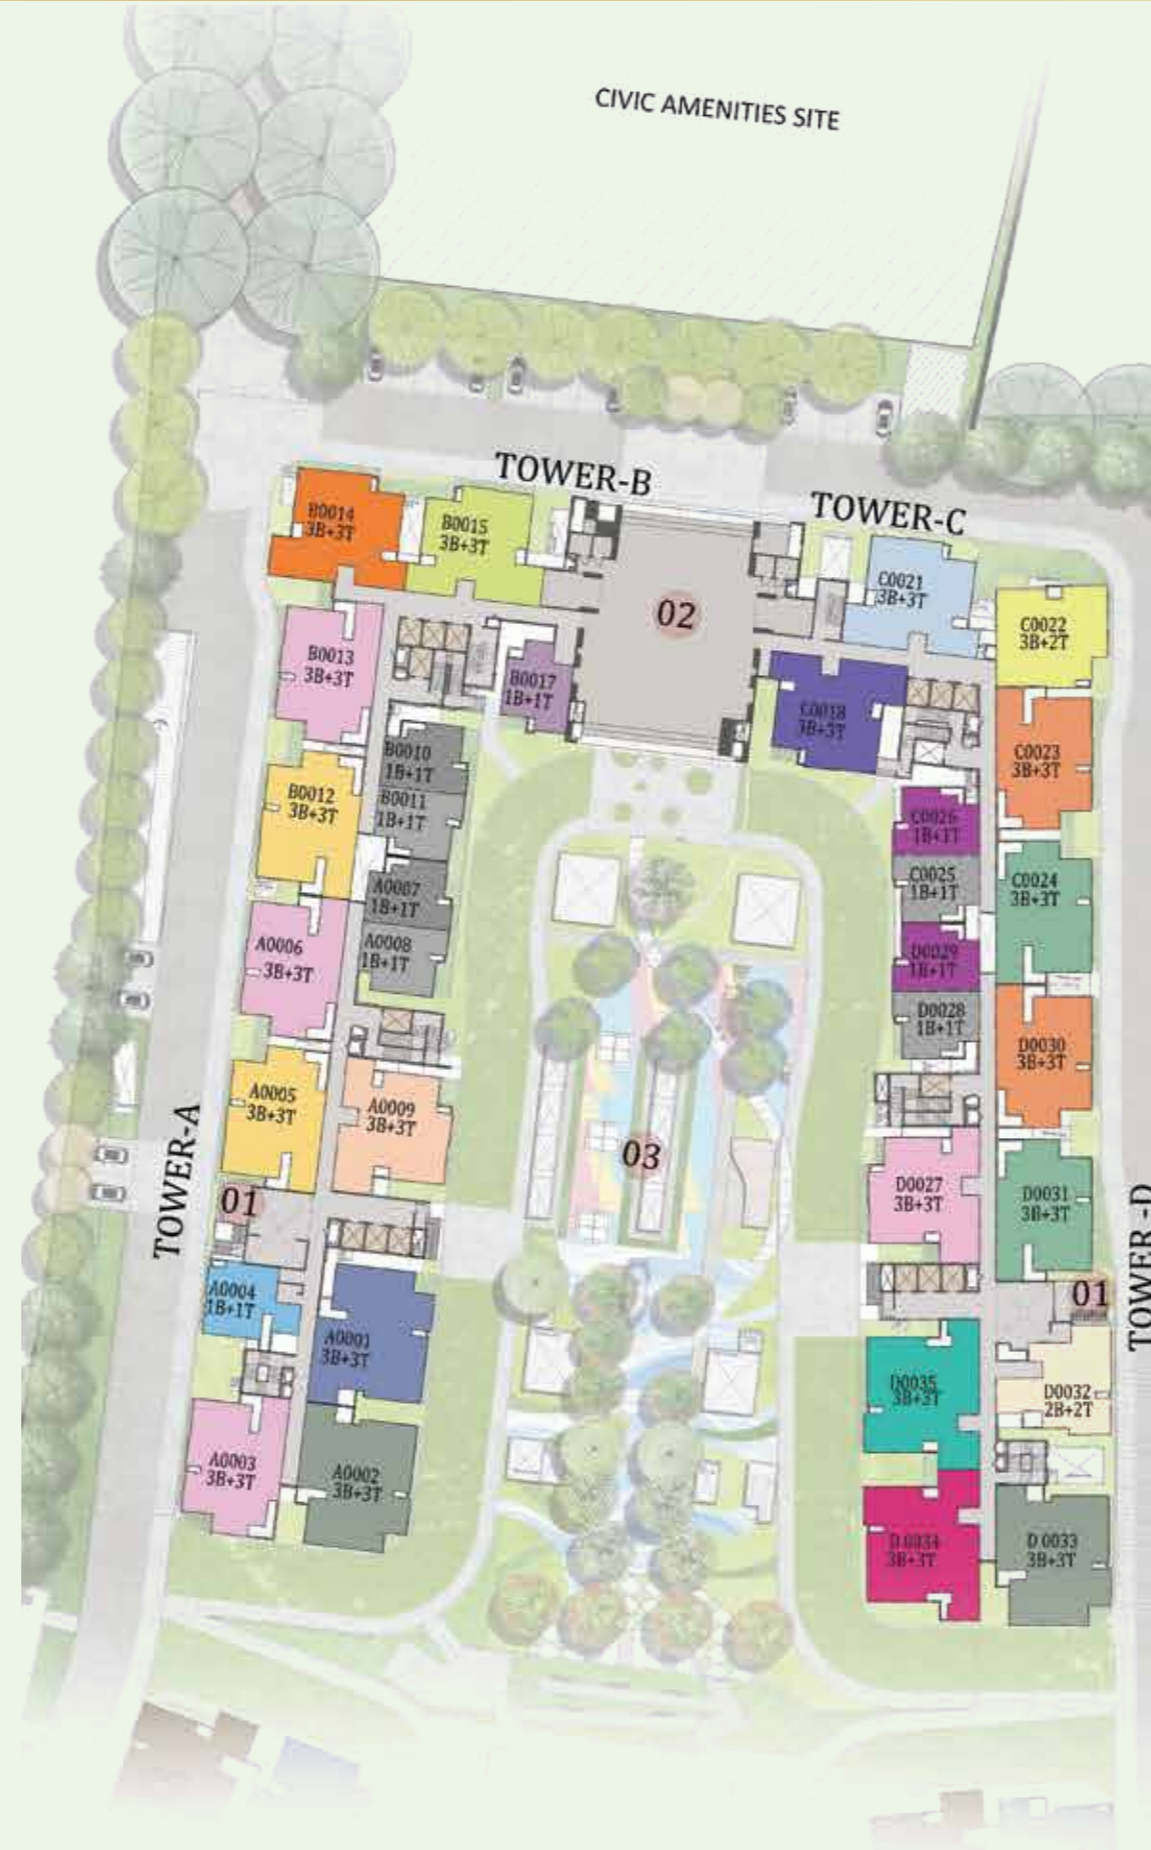 CIVIC AMENITIES SITE
TOWER-B
TOWER-C
B0014
3B+3T
B0015
3B+3T
02
C0021
3B+3T
C0022
3B+2T
B0013
3B+3T
B0017
1B+1T
C0018
3B+3T
C0023
3B+3T
B0010
1B+1T
B0011
1B+1T
B0012
3B+3T
C0026
1B+1T
C0025
1B+1T
C0024
3B+3T
A0007
1B+1T
A0008
1B+1T
A0006
3B+3T
D0029
1B+1T
D0028
1B+1T
D0030
3B+3T
A0005
3B+3T
A0009
3B+3T
03
TOWER-A
01
D0027
3B+3T
D0031
3B+3T
TOWER -D
01
A0004
1B+1T
A0001
3B+3T
D0035
3B+3T
D0032
2B+2T
A0003
3B+3T
A0002
3B+3T
D 0034
3B+3T
D 0033
3B+3T